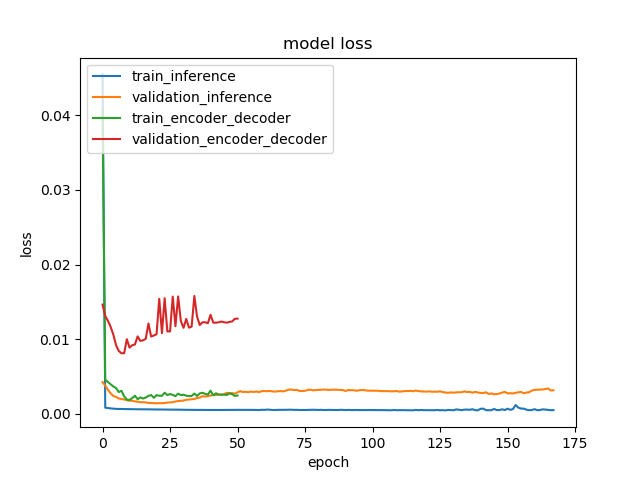 model loss
train_inference
validation_inference
train_encoder_decoder
validation_encoder_decoder
0.04
0.03
0.02
0.01
0.00
loss
0 25 50 75 100 125 150 175
epoch